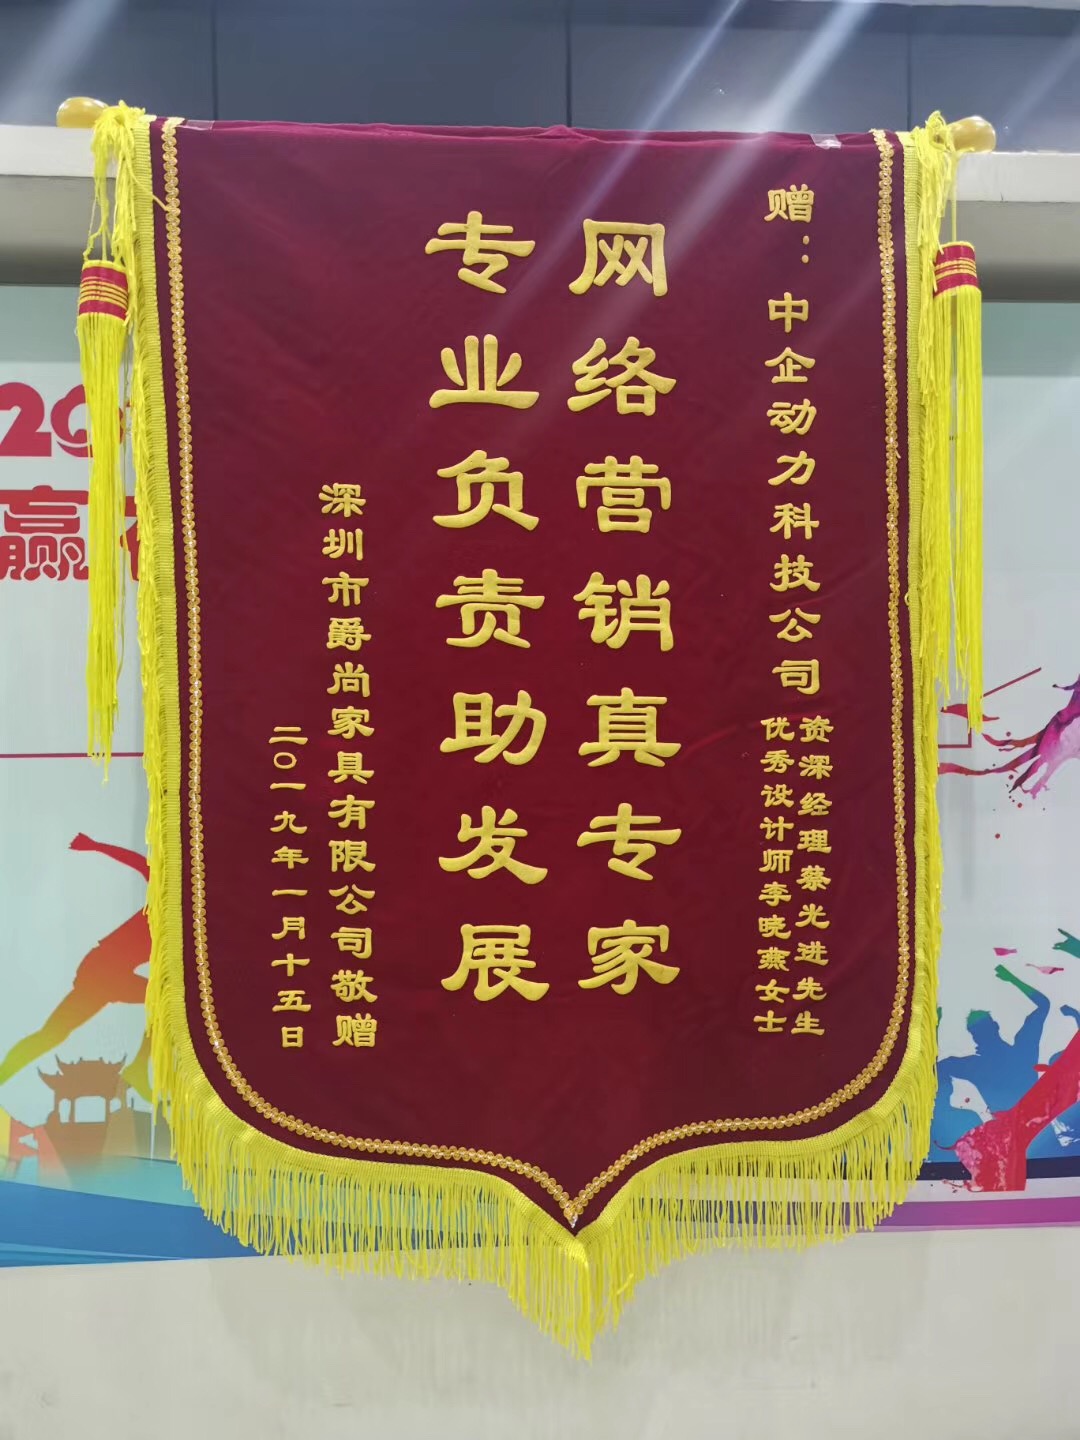 赠：中企动力科技公司
资深经理蔡光进先生
优秀设计师李晓燕女士
网络营销真专家
专业负责助发展
深圳市爵尚家具有限公司敬赠
二〇一九年一月十五日
20
赢